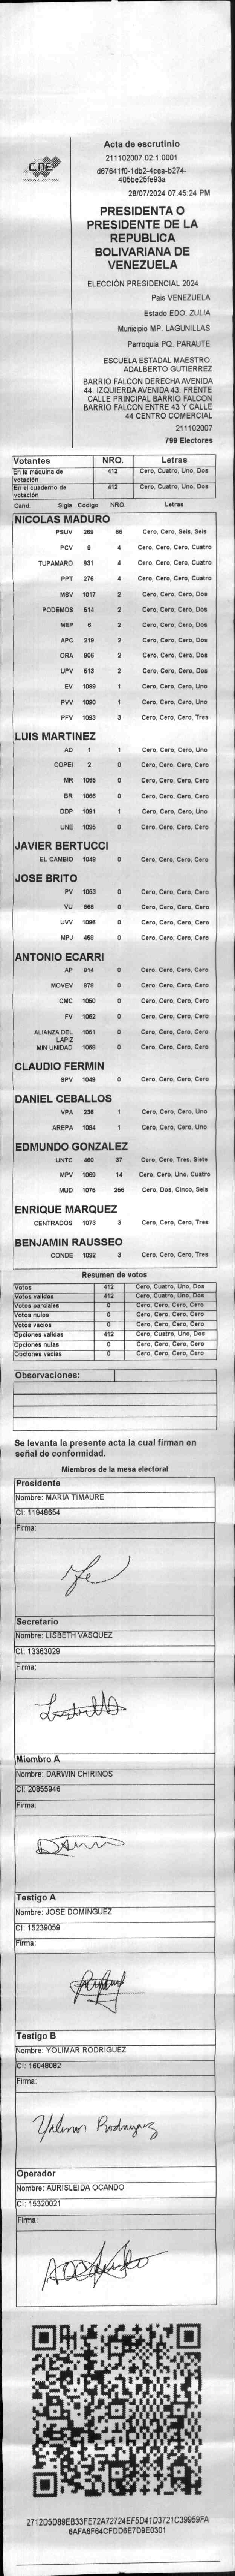 CNE
Acta de escrutinio
211102007.02.1.0001
d67641f0-1db2-4cea-b274-
405be25fe93a
28/07/2024 07:45:24 PM
PRESIDENTA O
PRESIDENTE DE LA
REPUBLICA
BOLIVARIANA DE
VENEZUELA
ELECCIÓN PRESIDENCIAL 2024
País VENEZUELA
Estado EDO. ZULIA
Municipio MP. LAGUNILLAS
Parroquia PQ. PARAUTE
ESCUELA ESTADAL MAESTRO.
ADALBERTO GUTIERREZ
BARRIO FALCON DERECHA AVENIDA
44. IZQUIERDA AVENIDA 43. FRENTE
CALLE PRINCIPAL BARRIO FALCON
BARRIO FALCON ENTRE 43 Y CALLE
44 CENTRO COMERCIAL
211102007
799 Electores
Votantes NRO. Letras
En la máquina de votación 412 Cero, Cuatro, Uno, Dos
En el cuaderno de votación 412 Cero, Cuatro, Uno, Dos
Cand. Sigla Código NRO. Letras
NICOLAS MADURO
PSUV 269 66 Cero, Cero, Seis, Seis
PCV 9 4 Cero, Cero, Cero, Cuatro
TUPAMARO 931 4 Cero, Cero, Cero, Cuatro
PPT 276 4 Cero, Cero, Cero, Cuatro
MSV 1017 2 Cero, Cero, Cero, Dos
PODEMOS 514 2 Cero, Cero, Cero, Dos
MEP 6 2 Cero, Cero, Cero, Dos
APC 219 2 Cero, Cero, Cero, Dos
ORA 906 2 Cero, Cero, Cero, Dos
UPV 513 2 Cero, Cero, Cero, Dos
EV 1089 1 Cero, Cero, Cero, Uno
PVV 1090 1 Cero, Cero, Cero, Uno
PFV 1093 3 Cero, Cero, Cero, Tres
LUIS MARTINEZ
AD 1 1 Cero, Cero, Cero, Uno
COPEI 2 0 Cero, Cero, Cero, Cero
MR 1065 0 Cero, Cero, Cero, Cero
BR 1066 0 Cero, Cero, Cero, Cero
DDP 1091 1 Cero, Cero, Cero, Uno
UNE 1095 0 Cero, Cero, Cero, Cero
JAVIER BERTUCCI
EL CAMBIO 1048 0 Cero, Cero, Cero, Cero
JOSE BRITO
PV 1053 0 Cero, Cero, Cero, Cero
VU 868 0 Cero, Cero, Cero, Cero
UVV 1096 0 Cero, Cero, Cero, Cero
MPJ 458 0 Cero, Cero, Cero, Cero
ANTONIO ECARRI
AP 814 0 Cero, Cero, Cero, Cero
MOVEV 979 0 Cero, Cero, Cero, Cero
CMC 1050 0 Cero, Cero, Cero, Cero
FV 1062 0 Cero, Cero, Cero, Cero
ALIANZA DEL LAPIZ 1051 0 Cero, Cero, Cero, Cero
MIN UNIDAD 1058 0 Cero, Cero, Cero, Cero
CLAUDIO FERMIN
SPV 1049 0 Cero, Cero, Cero, Cero
DANIEL CEBALLOS
VPA 236 1 Cero, Cero, Cero, Uno
AREPA 1094 1 Cero, Cero, Cero, Uno
EDMUNDO GONZALEZ
UNTC 460 37 Cero, Cero, Tres, Siete
MPV 1069 14 Cero, Cero, Uno, Cuatro
MUD 1075 256 Cero, Dos, Cinco, Seis
ENRIQUE MARQUEZ
CENTRADOS 1073 3 Cero, Cero, Cero, Tres
BENJAMIN RAUSSEO
CONDE 1092 3 Cero, Cero, Cero, Tres
Resumen de votos
Votos 412 Cero, Cuatro, Uno, Dos
Votos validos 412 Cero, Cuatro, Uno, Dos
Votos parciales 0 Cero, Cero, Cero, Cero
Votos nulos 0 Cero, Cero, Cero, Cero
Votos vacios 0 Cero, Cero, Cero, Cero
Opciones validas 412 Cero, Cuatro, Uno, Dos
Opciones nulas 0 Cero, Cero, Cero, Cero
Opciones vacias 0 Cero, Cero, Cero, Cero
Observaciones:
Se levanta la presente acta la cual firman en
señal de conformidad.
Miembros de la mesa electoral
Presidente
Nombre: MARIA TIMAURE
CI: 11948654
Firma:
Secretario
Nombre: LISBETH VASQUEZ
CI: 13363029
Firma:
Miembro A
Nombre: DARWIN CHIRINOS
CI: 20855946
Firma:
Testigo A
Nombre: JOSE DOMINGUEZ
CI: 15239059
Firma:
Testigo B
Nombre: YOLIMAR RODRIGUEZ
CI: 16048082
Firma:
Yolimar Rodriguez
Operador
Nombre: AURISLEIDA OCANDO
CI: 15320021
Firma:
2712D5D89EB33FE72A72724EF5D41D3721C39959FA
6AFA6F64CFDD6E7D9E0301